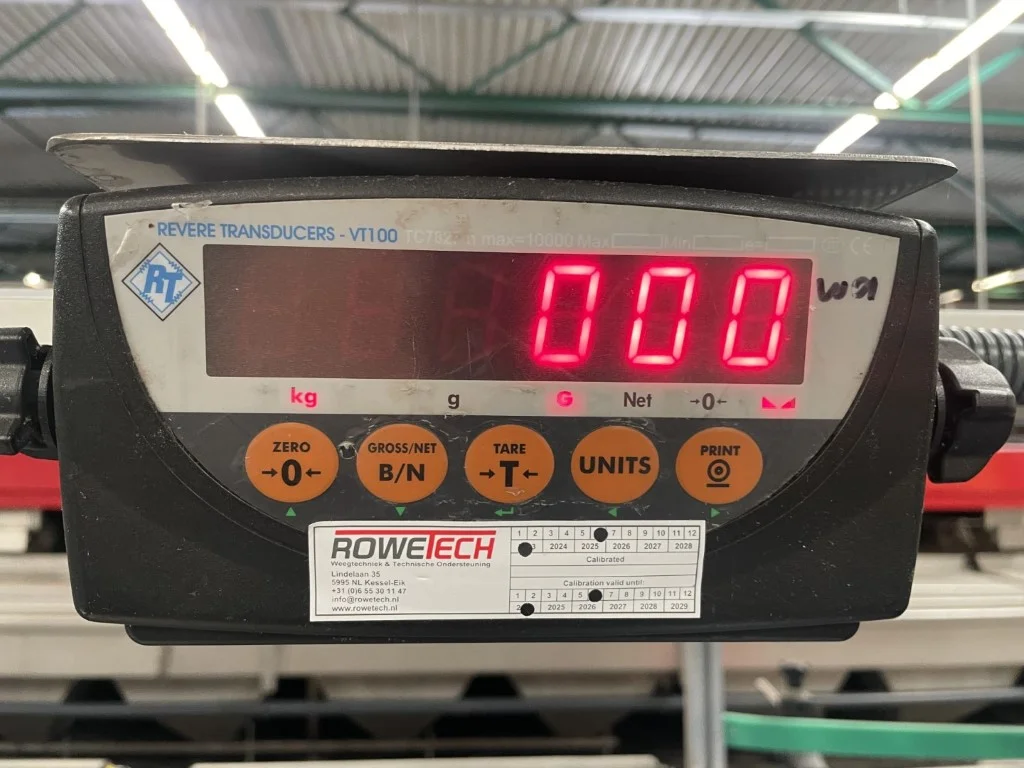 REVERE TRANSDUCERS - VT100 TC7827 n max=10000 Max Min e= CE
RT
000
kg g G Net →0←
ZERO →0←
GROSS/NET B/N
TARE →T←
UNITS
PRINT
ROWETECH
Weegtechniek & Technische Ondersteuning
Lindelaan 35
5995 NL Kessel-Eik
+31 (0)6 55 30 11 47
info@rowetech.nl
www.rowetech.nl
1 2 3 4 5 7 8 9 10 11 12
2024 2025 2026 2027 2028
Calibrated
Calibration valid until:
1 2 3 4 5 7 8 9 10 11 12
2025 2026 2027 2028 2029